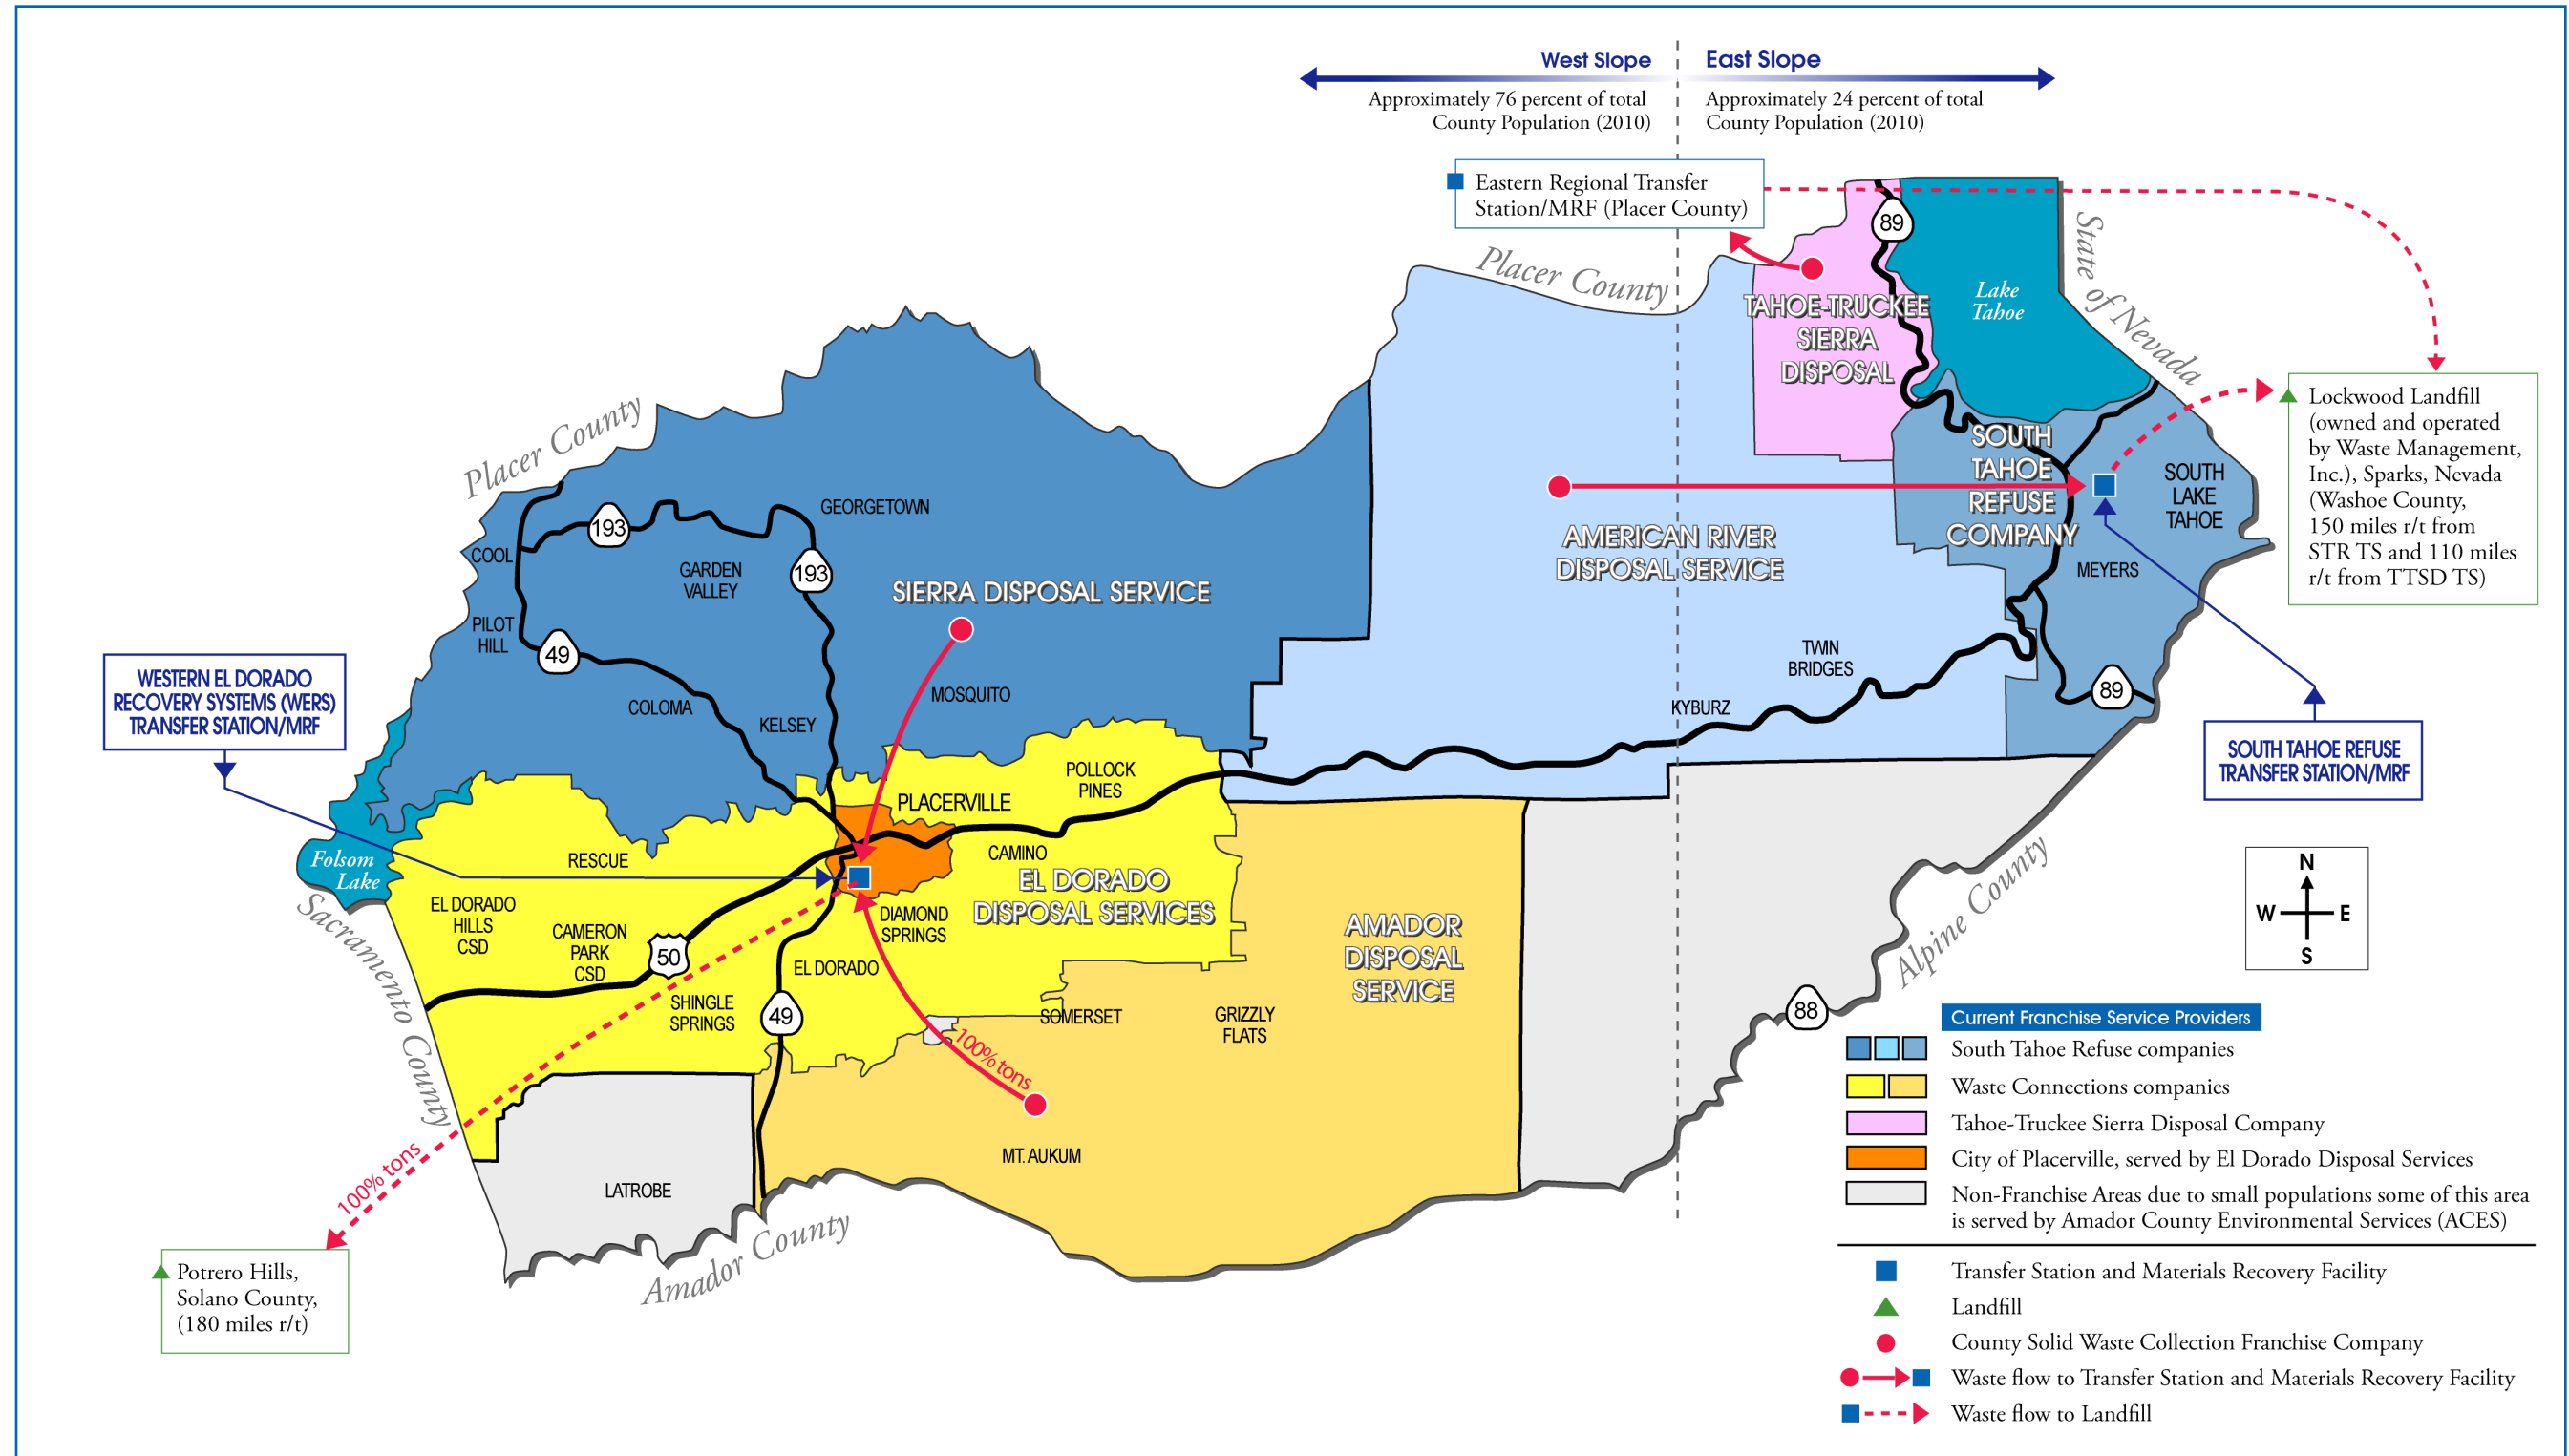 West Slope
East Slope
Approximately 76 percent of total
County Population (2010)
Approximately 24 percent of total
County Population (2010)
Eastern Regional Transfer
Station/MRF (Placer County)
89
Placer County
State of Nevada
Lake
Tahoe
TAHOE-TRUCKEE
SIERRA
DISPOSAL
Lockwood Landfill
(owned and operated
by Waste Management,
Inc.), Sparks, Nevada
(Washoe County,
150 miles r/t from
STR TS and 110 miles
r/t from TTSD TS)
Placer County
SOUTH
TAHOE
REFUSE
COMPANY
SOUTH
LAKE
TAHOE
GEORGETOWN
193
COOL
GARDEN
VALLEY
193
AMERICAN RIVER
DISPOSAL SERVICE
MEYERS
SIERRA DISPOSAL SERVICE
PILOT
HILL
49
WESTERN EL DORADO
RECOVERY SYSTEMS (WERS)
TRANSFER STATION/MRF
MOSQUITO
COLOMA
KELSEY
TWIN
BRIDGES
KYBURZ
89
SOUTH TAHOE REFUSE
TRANSFER STATION/MRF
POLLOCK
PINES
PLACERVILLE
CAMINO
RESCUE
Folsom
Lake
EL DORADO
DISPOSAL SERVICES
EL DORADO
HILLS
CSD
CAMERON
PARK
CSD
50
DIAMOND
SPRINGS
EL DORADO
AMADOR
DISPOSAL
SERVICE
Sacramento County
SHINGLE
SPRINGS
49
SOMERSET
GRIZZLY
FLATS
100% tons
88
Alpine County
N
W E
S
MT. AUKUM
LATROBE
100% tons
Amador County
Potrero Hills,
Solano County,
(180 miles r/t)
Current Franchise Service Providers
South Tahoe Refuse companies
Waste Connections companies
Tahoe-Truckee Sierra Disposal Company
City of Placerville, served by El Dorado Disposal Services
Non-Franchise Areas due to small populations some of this area
is served by Amador County Environmental Services (ACES)
Transfer Station and Materials Recovery Facility
Landfill
County Solid Waste Collection Franchise Company
Waste flow to Transfer Station and Materials Recovery Facility
Waste flow to Landfill